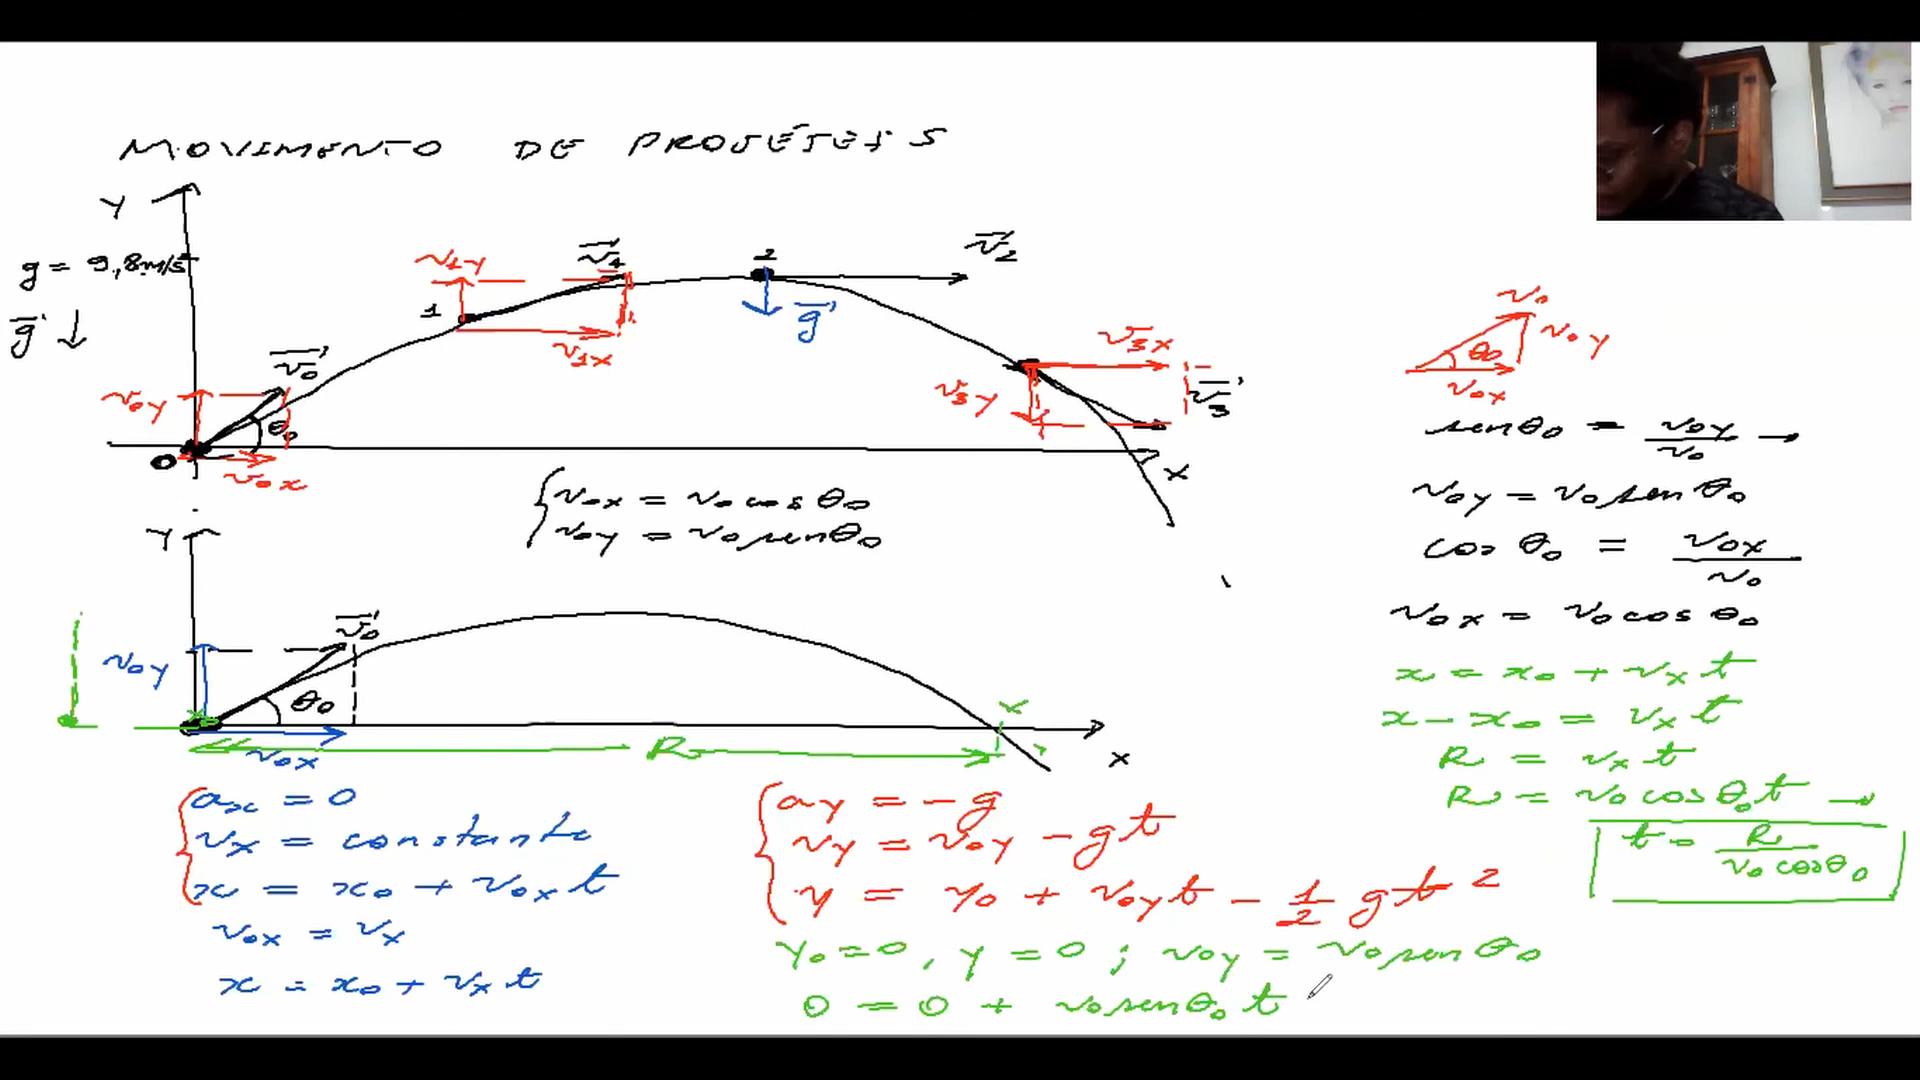 MOVIMENTO DE PROJÉTEIS
Y
g = 9,8 m/s²
g
v0
v0y
θ0
v0x
O
v1y
v1
1
v1x
2
v2
g
v3x
v3y
v3
x
{ v0x = v0 cos θ0
v0y = v0 sen θ0
Y
v0
v0y
θ0
v0x
R
x
{ ax = 0
vx = constante
x = x0 + v0x t
v0x = vx
x = x0 + vx t
{ ay = -g
vy = v0y - gt
y = y0 + v0y t - 1/2 gt²
y0 = 0, y = 0; v0y = v0 sen θ0
0 = 0 + v0 sen θ0 t
v0
v0y
θ0
v0x
sen θ0 = v0y/v0 →
v0y = v0 sen θ0
cos θ0 = v0x/v0
v0x = v0 cos θ0
x = x0 + vx t
x - x0 = vx t
R = vx t
R = v0 cos θ0 t →
t = R/v0 cos θ0